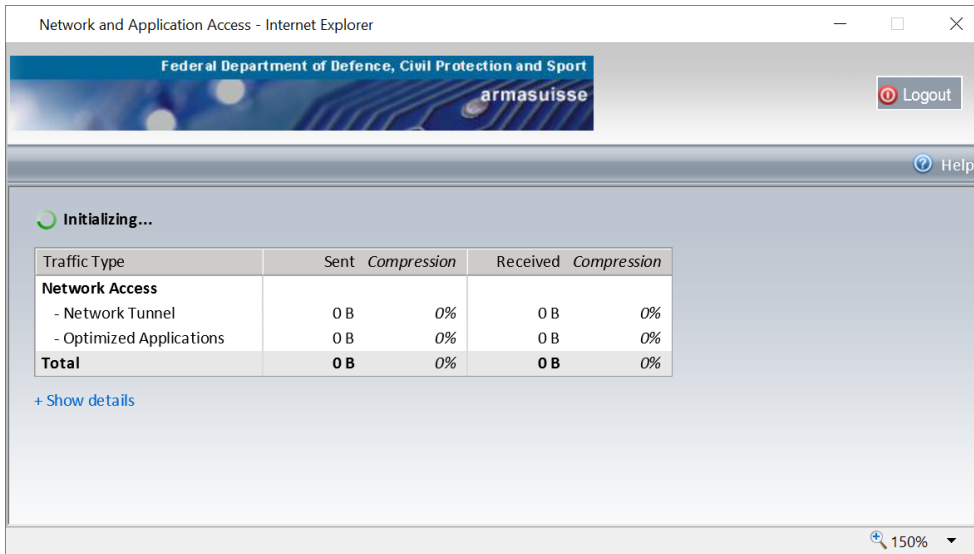 Network and Application Access - Internet Explorer
Federal Department of Defence, Civil Protection and Sport
armasuisse
Logout
Help
Initializing...
Traffic Type Sent Compression Received Compression
Network Access
- Network Tunnel 0 B 0% 0 B 0%
- Optimized Applications 0 B 0% 0 B 0%
Total 0 B 0% 0 B 0%
+ Show details
150%